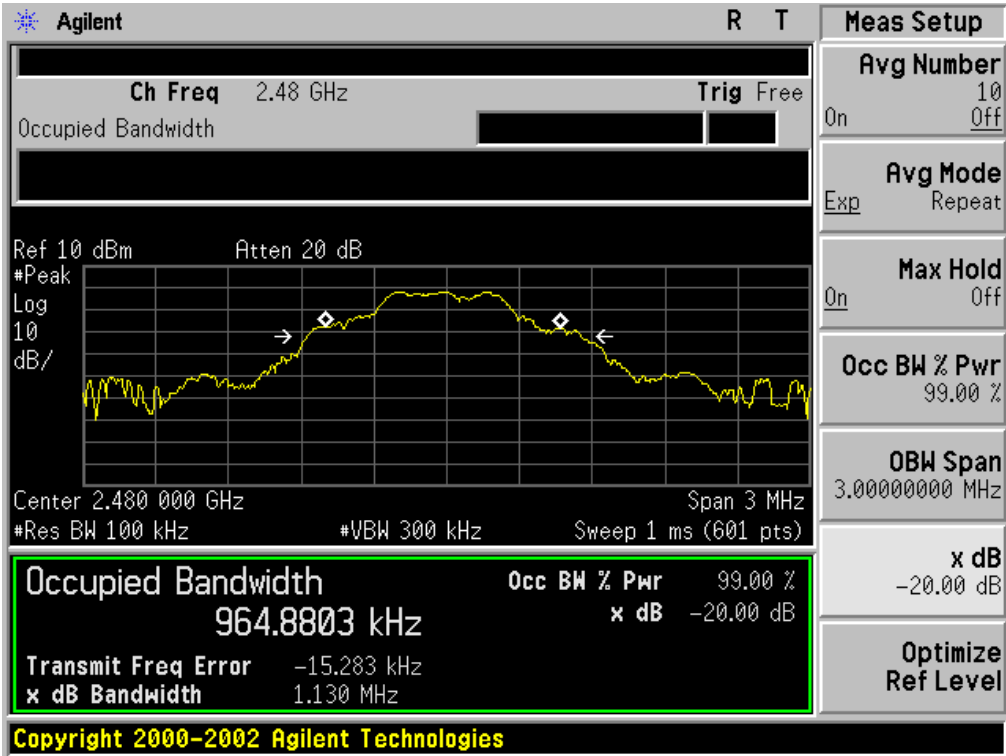 Agilent R T
Ch Freq 2.48 GHz Trig Free
Occupied Bandwidth
Ref 10 dBm Atten 20 dB
#Peak
Log
10
dB/
Center 2.480 000 GHz Span 3 MHz
#Res BW 100 kHz #VBW 300 kHz Sweep 1 ms (601 pts)
Occupied Bandwidth Occ BW % Pwr 99.00 %
964.8803 kHz x dB -20.00 dB
Transmit Freq Error -15.283 kHz
x dB Bandwidth 1.130 MHz
Copyright 2000-2002 Agilent Technologies
Meas Setup
Avg Number
10
On Off
Avg Mode
Exp Repeat
Max Hold
On Off
Occ BW % Pwr
99.00 %
OBW Span
3.00000000 MHz
x dB
-20.00 dB
Optimize
Ref Level